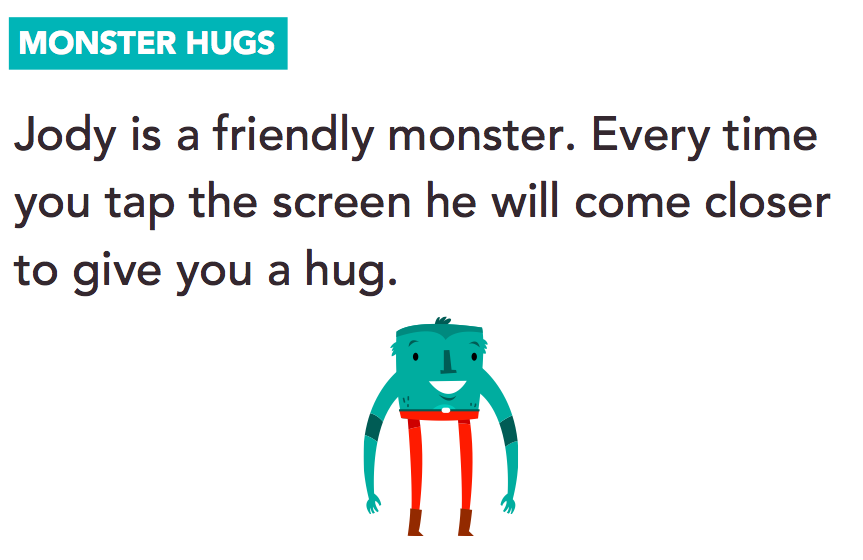 MONSTER HUGS
Jody is a friendly monster. Every time
you tap the screen he will come closer
to give you a hug.